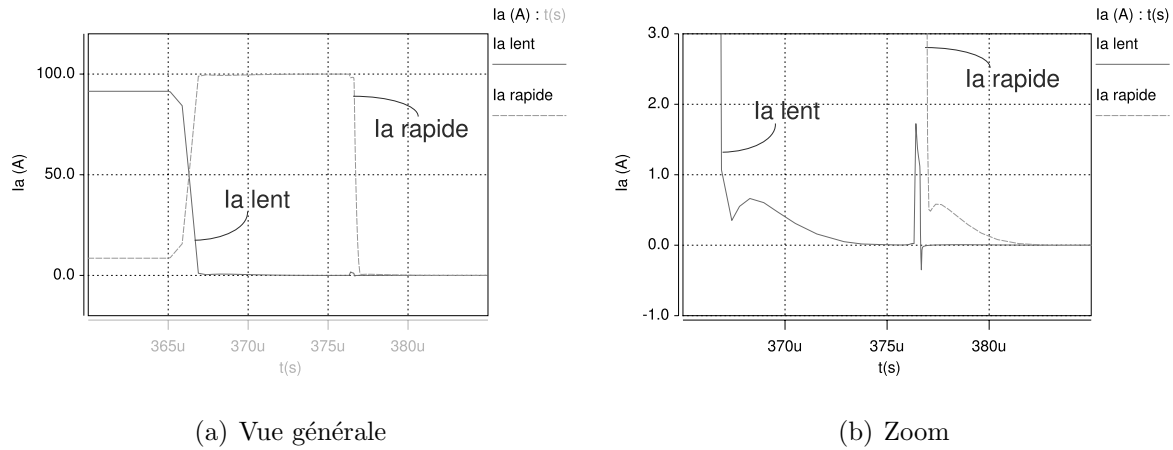 Ia (A) : t(s)
Ia lent
Ia rapide
100.0
50.0
0.0
Ia (A)
Ia rapide
Ia lent
365u
370u
375u
380u
t(s)
(a) Vue générale
Ia (A) : t(s)
Ia lent
Ia rapide
3.0
2.0
1.0
0.0
-1.0
Ia (A)
Ia rapide
Ia lent
370u
375u
380u
t(s)
(b) Zoom